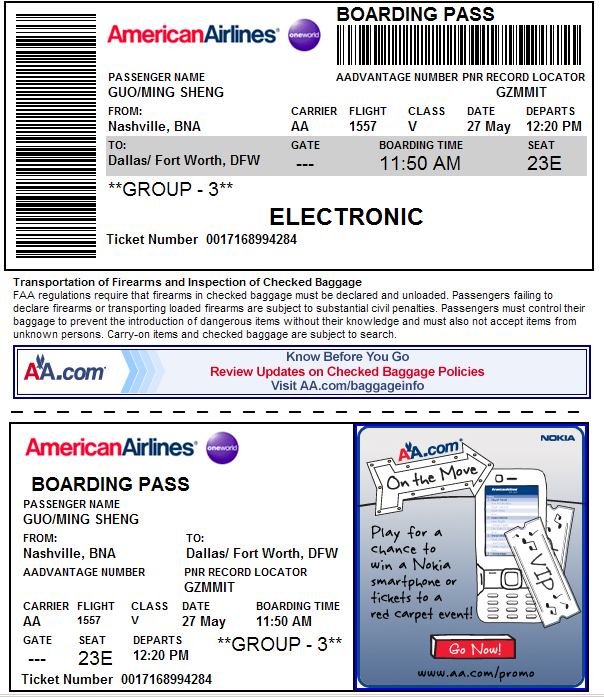 BOARDING PASS
AmericanAirlines® oneworld
PASSENGER NAME AADVANTAGE NUMBER PNR RECORD LOCATOR
GUO/MING SHENG GZMMIT
FROM: CARRIER FLIGHT CLASS DATE DEPARTS
Nashville, BNA AA 1557 V 27 May 12:20 PM
TO: GATE BOARDING TIME SEAT
Dallas/ Fort Worth, DFW --- 11:50 AM 23E
**GROUP - 3**
ELECTRONIC
Ticket Number 0017168994284
Transportation of Firearms and Inspection of Checked Baggage
FAA regulations require that firearms in checked baggage must be declared and unloaded. Passengers failing to
declare firearms or transporting loaded firearms are subject to substantial civil penalties. Passengers must control their
baggage to prevent the introduction of dangerous items without their knowledge and must also not accept items from
unknown persons. Carry-on items and checked baggage are subject to search.
AA.com®
Know Before You Go
Review Updates on Checked Baggage Policies
Visit AA.com/baggageinfo
AmericanAirlines® oneworld
BOARDING PASS
PASSENGER NAME
GUO/MING SHENG
FROM: TO:
Nashville, BNA Dallas/ Fort Worth, DFW
AADVANTAGE NUMBER PNR RECORD LOCATOR
GZMMIT
CARRIER FLIGHT CLASS DATE BOARDING TIME
AA 1557 V 27 May 11:50 AM
GATE SEAT DEPARTS **GROUP - 3**
--- 23E 12:20 PM
Ticket Number 0017168994284
NOKIA
AA.com®
On the Move
Play for a
chance to
win a Nokia
smartphone or
tickets to a
red carpet event!
VIP
Go Now!
www.aa.com/promo